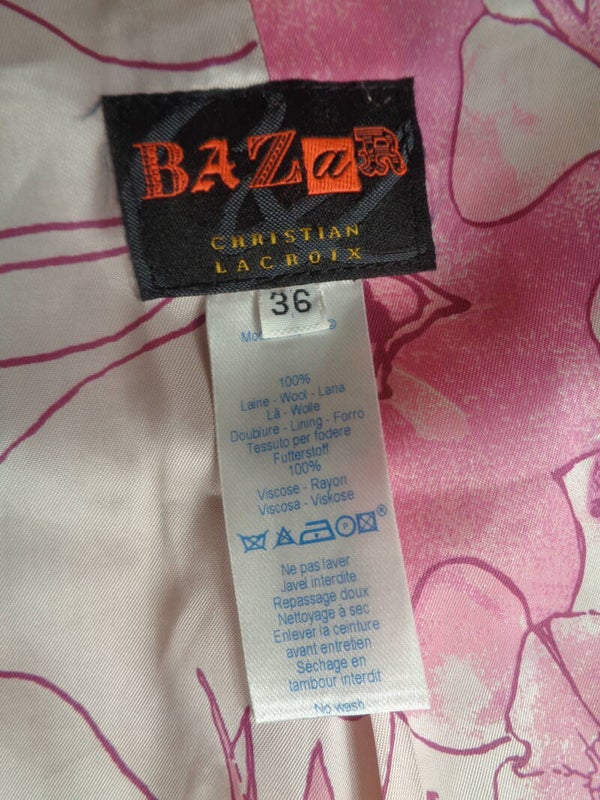 BAZaR
CHRISTIAN
LACROIX
36
100%
Laine - Wool - Lana
Lã - Wolle
Doublure - Lining - Forro
Tessuto per fodere
Futterstoff
100%
Viscose - Rayon
Viscosa - Viskose
P ®
Ne pas laver
Javel interdite
Repassage doux
Nettoyage à sec
Enlever la ceinture
avant entretien
Séchage en
tambour interdit
No wash